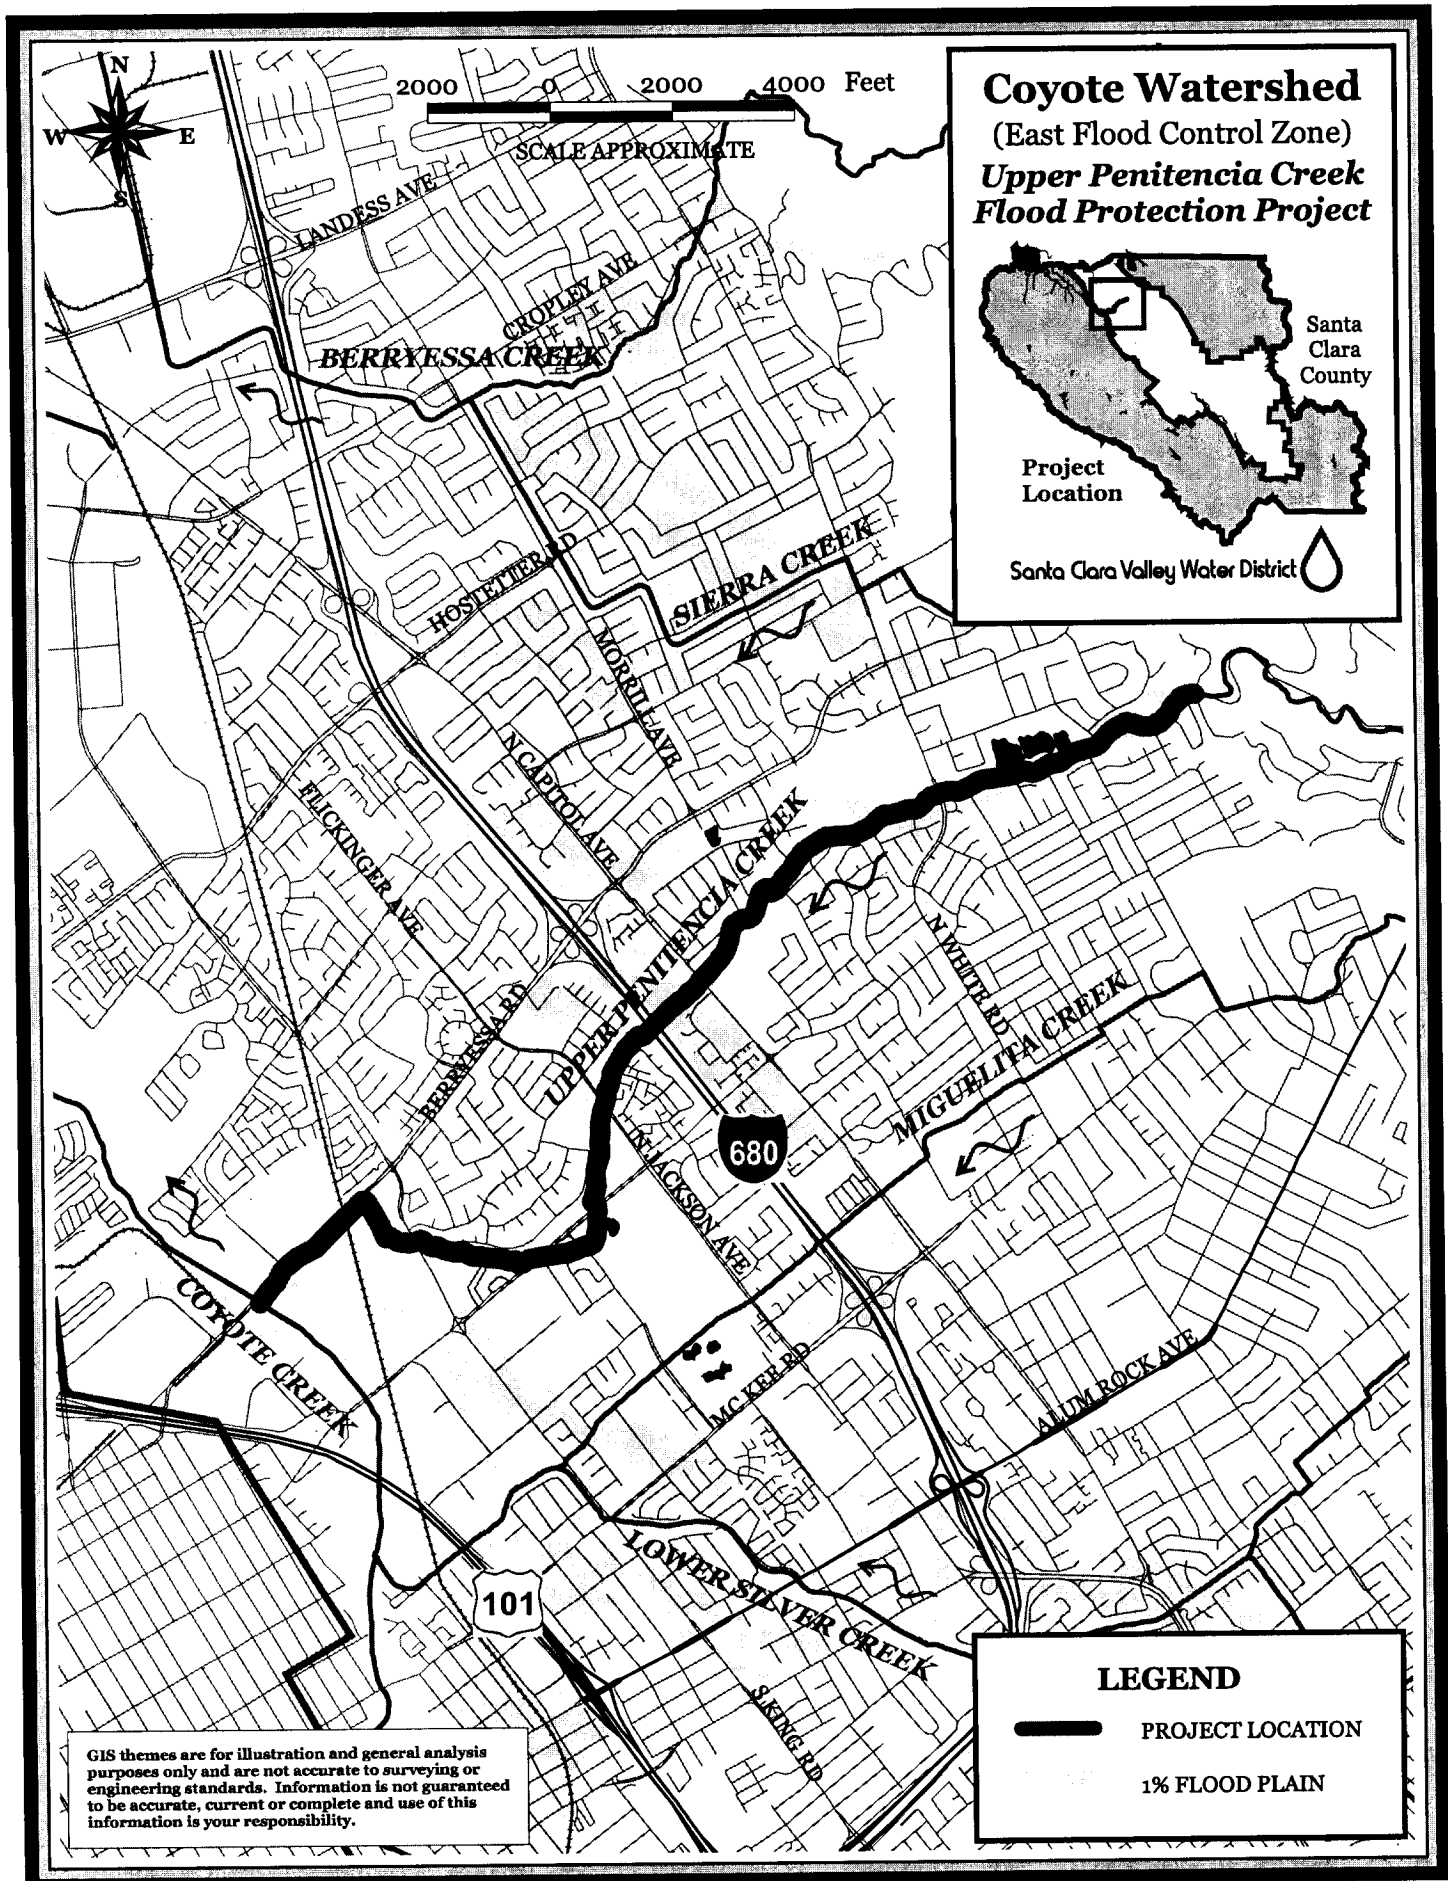 N
W
E
S
2000 0 2000 4000 Feet
SCALE APPROXIMATE
Coyote Watershed
(East Flood Control Zone)
Upper Penitencia Creek
Flood Protection Project
Santa
Clara
County
Project
Location
Santa Clara Valley Water District
LANDESS AVE
CROPLEY AVE
BERRYESSA CREEK
HOSTETTER RD
SIERRA CREEK
MORRILL AVE
N CAPITOL AVE
FLICKINGER AVE
UPPER PENITENCIA CREEK
BERRYESSA RD
N WHITE RD
MIGUELITA CREEK
680
N JACKSON AVE
COYOTE CREEK
MC KEE RD
ALUM ROCK AVE
LOWER SILVER CREEK
101
S KING RD
LEGEND
PROJECT LOCATION
1% FLOOD PLAIN
GIS themes are for illustration and general analysis
purposes only and are not accurate to surveying or
engineering standards. Information is not guaranteed
to be accurate, current or complete and use of this
information is your responsibility.